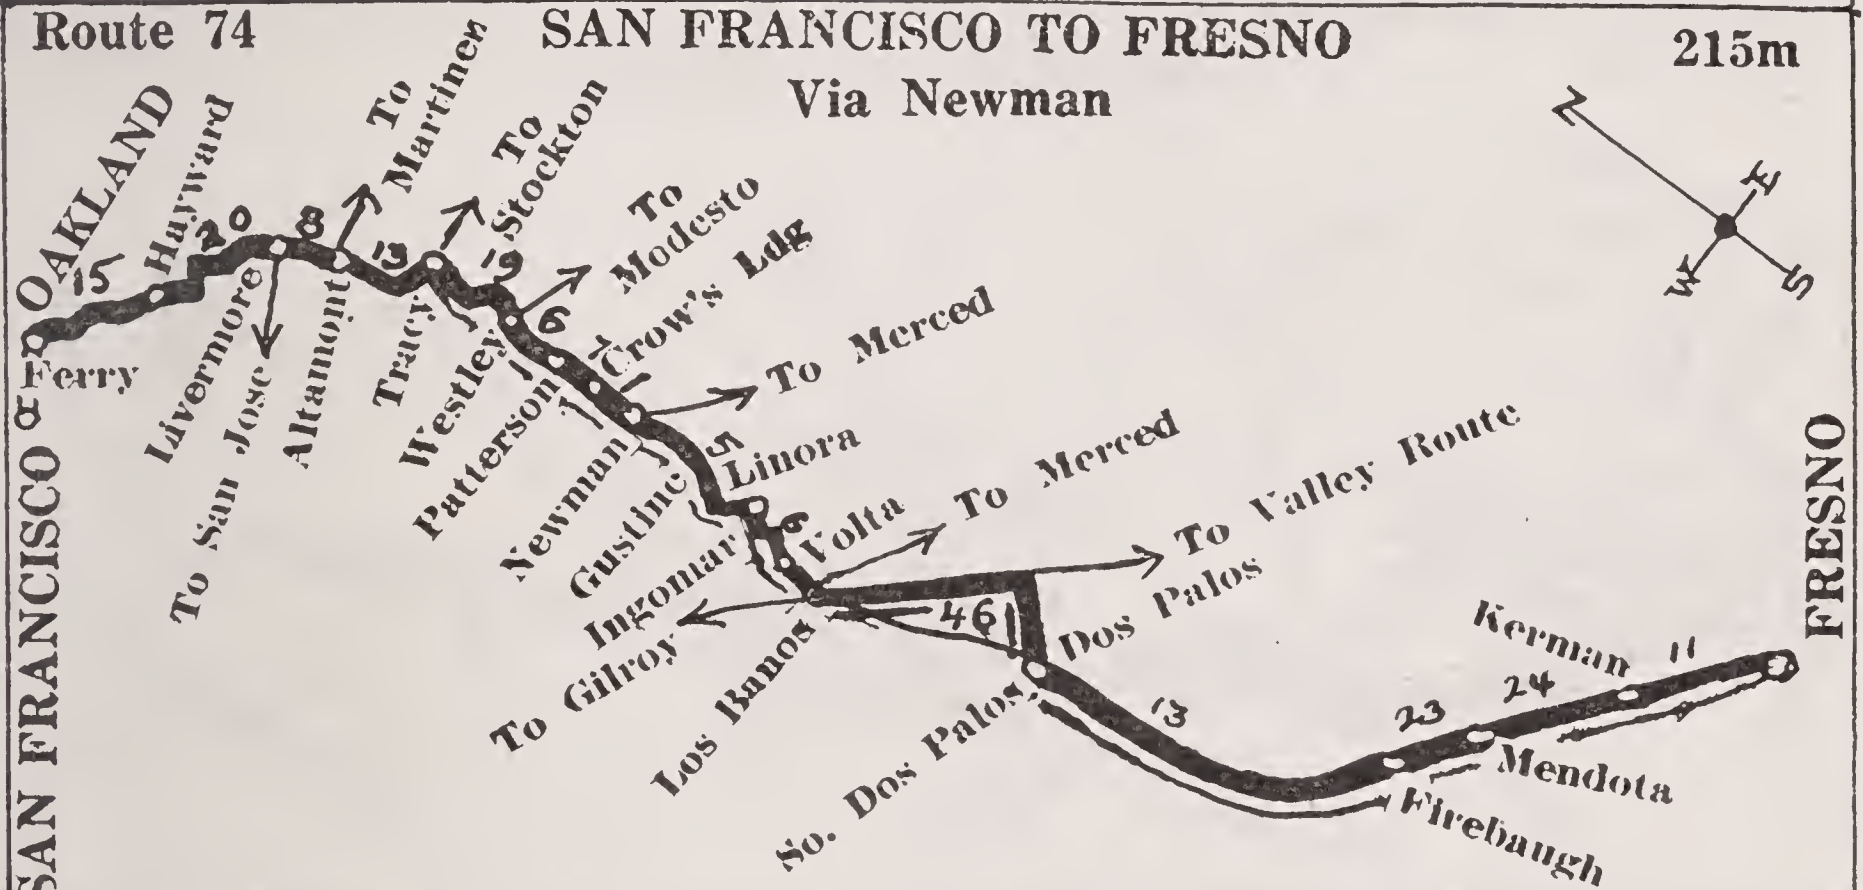 Route 74
SAN FRANCISCO TO FRESNO
215m
Via Newman
N
E
W
S
OAKLAND
Hayward
To
Martinez
To
Stockton
To
Modesto
Crow's Ldg
To Merced
Linora
To Merced
Volta
To Valley Route
Dos Palos
Kerman
FRESNO
15
20
8
13
19
6
7
5
6
46
13
23
24
11
Ferry
SAN FRANCISCO
Livermore
To San Jose
Altamont
Tracy
Westley
Patterson
Newman
Gustine
Ingomar
To Gilroy
Los Banos
So. Dos Palos
Mendota
Firebaugh